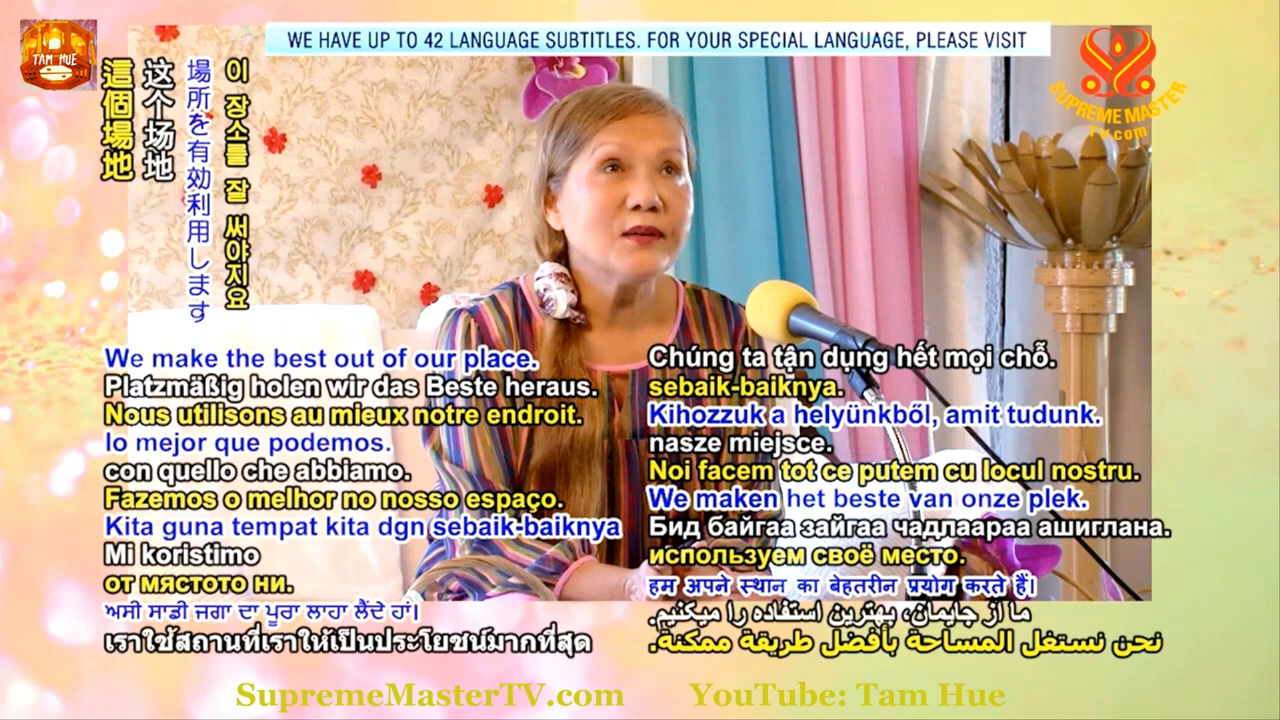 TAM HUE
WE HAVE UP TO 42 LANGUAGE SUBTITLES. FOR YOUR SPECIAL LANGUAGE, PLEASE VISIT
SUPREME MASTER
TV.com
這個場地
这个场地
場所を有効利用します
이 장소를 잘 써야지요
We make the best out of our place.
Platzmäßig holen wir das Beste heraus.
Nous utilisons au mieux notre endroit.
lo mejor que podemos.
con quello che abbiamo.
Fazemos o melhor no nosso espaço.
Kita guna tempat kita dgn sebaik-baiknya
Mi koristimo
от мястото ни.
ਅਸੀ ਸਾਡੀ ਜਗਾ ਦਾ ਪੂਰਾ ਲਾਹਾ ਲੈਂਦੇ ਹਾਂ|
เราใช้สถานที่เราให้เป็นประโยชน์มากที่สุด
Chúng ta tận dụng hết mọi chỗ.
sebaik-baiknya.
Kihozzuk a helyünkből, amit tudunk.
nasze miejsce.
Noi facem tot ce putem cu locul nostru.
We maken het beste van onze plek.
Бид байгаа зайгаа чадлаараа ашиглана.
используем своё место.
हम अपने स्थान का बेहतरीन प्रयोग करते हैं|
ما از جایمان، بهترین استفاده را میکنیم.
نحن نستغل المساحة بأفضل طريقة ممكنة.
SupremeMasterTV.com
YouTube: Tam Hue